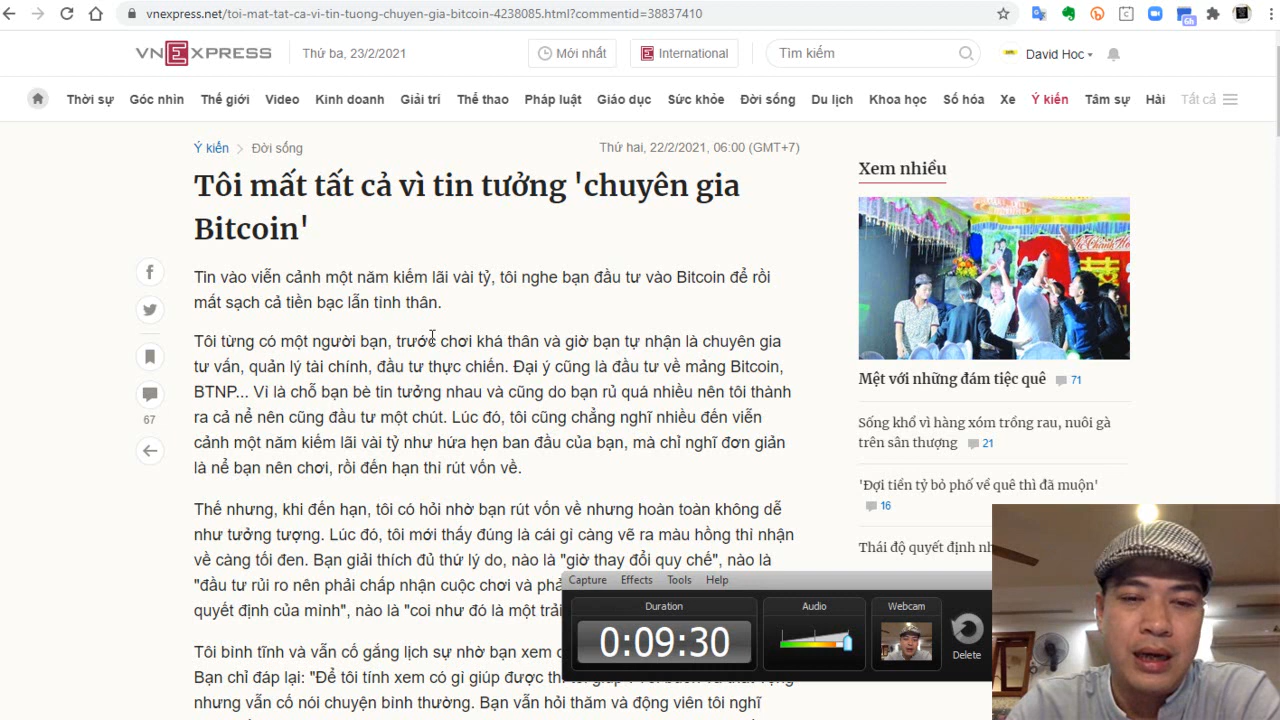 vnexpress.net/toi-mat-tat-ca-vi-tin-tuong-chuyen-gia-bitcoin-4238085.html?commentid=38837410
VNEXPRESS
Thứ ba, 23/2/2021
Mới nhất
E International
Tìm kiếm
David Hoc
Thời sự Góc nhìn Thế giới Video Kinh doanh Giải trí Thể thao Pháp luật Giáo dục Sức khỏe Đời sống Du lịch Khoa học Số hóa Xe Ý kiến Tâm sự Hài Tất cả
Ý kiến > Đời sống
Thứ hai, 22/2/2021, 06:00 (GMT+7)
Tôi mất tất cả vì tin tưởng 'chuyên gia
Bitcoin'
Tin vào viễn cảnh một năm kiếm lãi vài tỷ, tôi nghe bạn đầu tư vào Bitcoin để rồi
mất sạch cả tiền bạc lẫn tình thân.
Tôi từng có một người bạn, trước chơi khá thân và giờ bạn tự nhận là chuyên gia
tư vấn, quản lý tài chính, đầu tư thực chiến. Đại ý cũng là đầu tư về mảng Bitcoin,
BTNP... Vì là chỗ bạn bè tin tưởng nhau và cũng do bạn rủ quá nhiều nên tôi thành
ra cả nể nên cũng đầu tư một chút. Lúc đó, tôi cũng chẳng nghĩ nhiều đến viễn
cảnh một năm kiếm lãi vài tỷ như hứa hẹn ban đầu của bạn, mà chỉ nghĩ đơn giản
là nể bạn nên chơi, rồi đến hạn thì rút vốn về.
Thế nhưng, khi đến hạn, tôi có hỏi nhờ bạn rút vốn về nhưng hoàn toàn không dễ
như tưởng tượng. Lúc đó, tôi mới thấy đúng là cái gì càng vẽ ra màu hồng thì nhận
về càng tối đen. Bạn giải thích đủ thứ lý do, nào là "giờ thay đổi quy chế", nào là
"đầu tư rủi ro nên phải chấp nhận cuộc chơi và
quyết định của mình", nào là "coi như đó là một
Tôi bình tĩnh và vẫn cố gắng lịch sự nhờ bạn xem
Bạn chỉ đáp lại: "Để tôi tính xem có gì giúp được
nhưng vẫn cố nói chuyện bình thường. Bạn vẫn hỏi thăm và động viên tôi nghĩ
67
Xem nhiều
Mệt với những đám tiệc quê 71
Sống khổ vì hàng xóm trồng rau, nuôi gà
trên sân thượng 21
'Đợi tiền tỷ bỏ phố về quê thì đã muộn'
16
Thái độ quyết định
Capture Effects Tools Help
Duration
0:09:30
Audio
Webcam
Delete